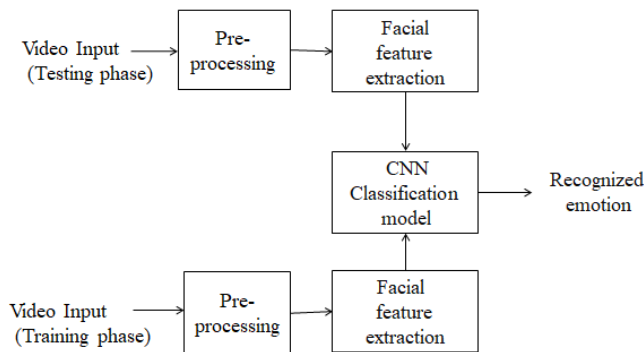 Video Input
(Testing phase)
Pre-
processing
Facial
feature
extraction
CNN
Classification
model
Recognized
emotion
Video Input
(Training phase)
Pre-
processing
Facial
feature
extraction